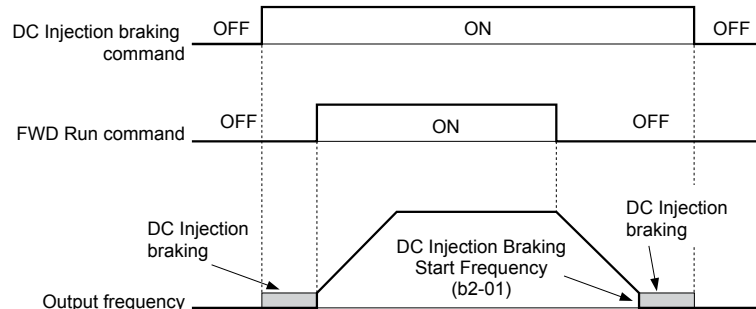 DC Injection braking
command
OFF
ON
OFF
FWD Run command
OFF
ON
OFF
DC Injection
braking
DC Injection Braking
Start Frequency
(b2-01)
DC Injection
braking
Output frequency